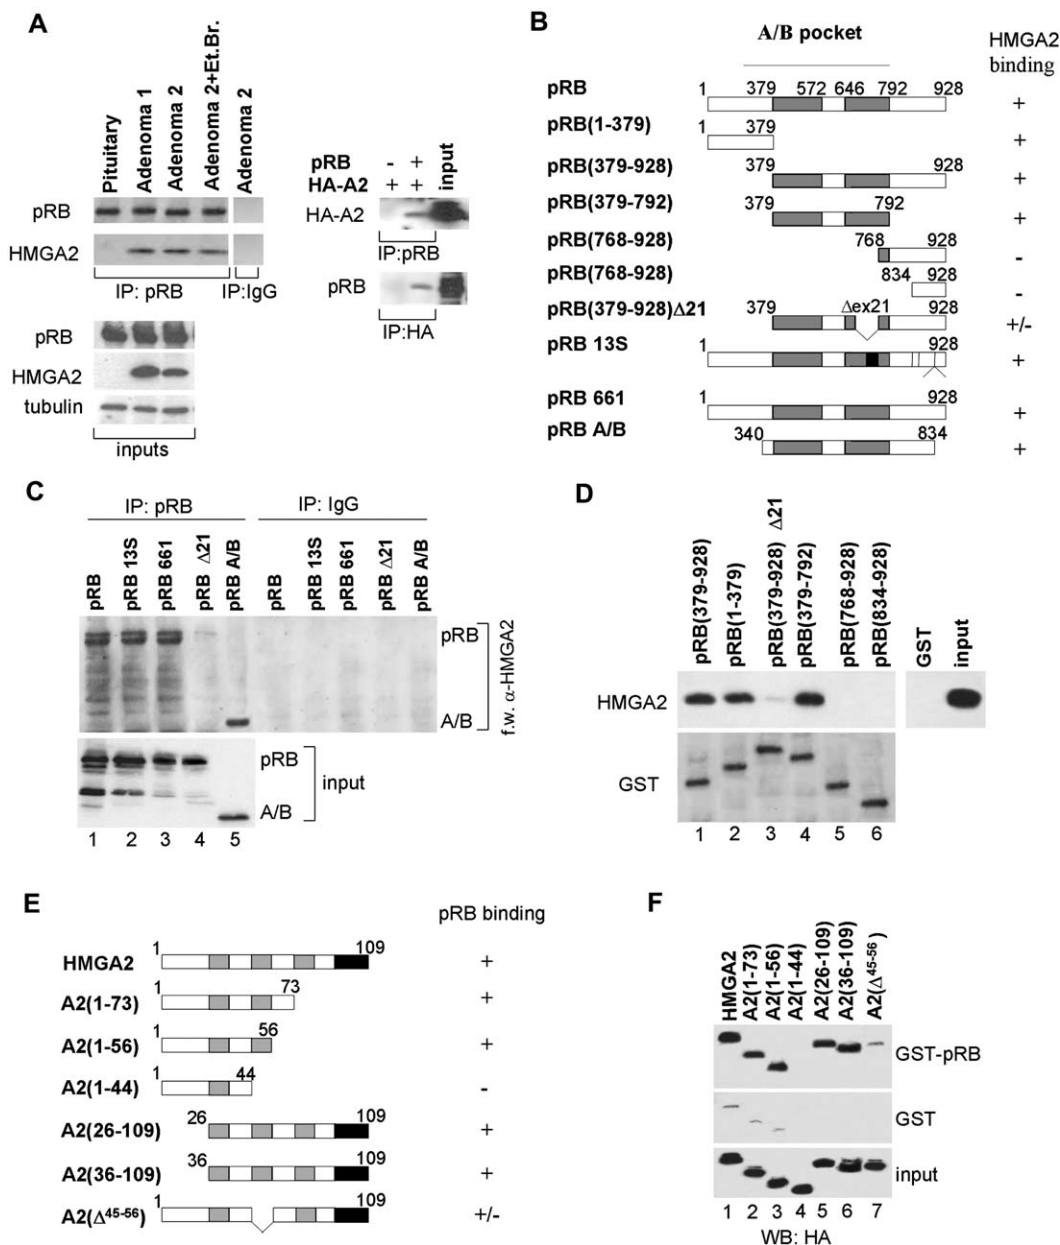 A
Pituitary
Adenoma 1
Adenoma 2
Adenoma 2+Et.Br.
Adenoma 2
pRB
HMGA2
IP: pRB
IP:IgG
pRB
HMGA2
tubulin
inputs
pRB - +
HA-A2 + +
input
HA-A2
IP:pRB
pRB
IP:HA
B
A/B pocket
HMGA2
binding
pRB 1 379 572 646 792 928 +
pRB(1-379) 1 379 +
pRB(379-928) 379 928 +
pRB(379-792) 379 792 +
pRB(768-928) 768 928 -
pRB(768-928) 834 928 -
pRB(379-928)Δ21 379 Δex21 928 +/-
pRB 13S 1 928 +
pRB 661 1 928 +
pRB A/B 340 834 +
C
IP: pRB
IP: IgG
pRB
pRB 13S
pRB 661
pRB Δ21
pRB A/B
pRB
pRB 13S
pRB 661
pRB Δ21
pRB A/B
pRB
A/B
f.w. α-HMGA2
pRB
A/B
input
1 2 3 4 5
D
pRB(379-928)
pRB(1-379)
pRB(379-928) Δ21
pRB(379-792)
pRB(768-928)
pRB(834-928)
GST
input
HMGA2
GST
1 2 3 4 5 6
E
pRB binding
HMGA2 1 109 +
A2(1-73) 1 73 +
A2(1-56) 1 56 +
A2(1-44) 1 44 -
A2(26-109) 26 109 +
A2(36-109) 36 109 +
A2(Δ45-56) 1 109 +/-
F
HMGA2
A2(1-73)
A2(1-56)
A2(1-44)
A2(26-109)
A2(36-109)
A2(Δ45-56)
GST-pRB
GST
input
1 2 3 4 5 6 7
WB: HA